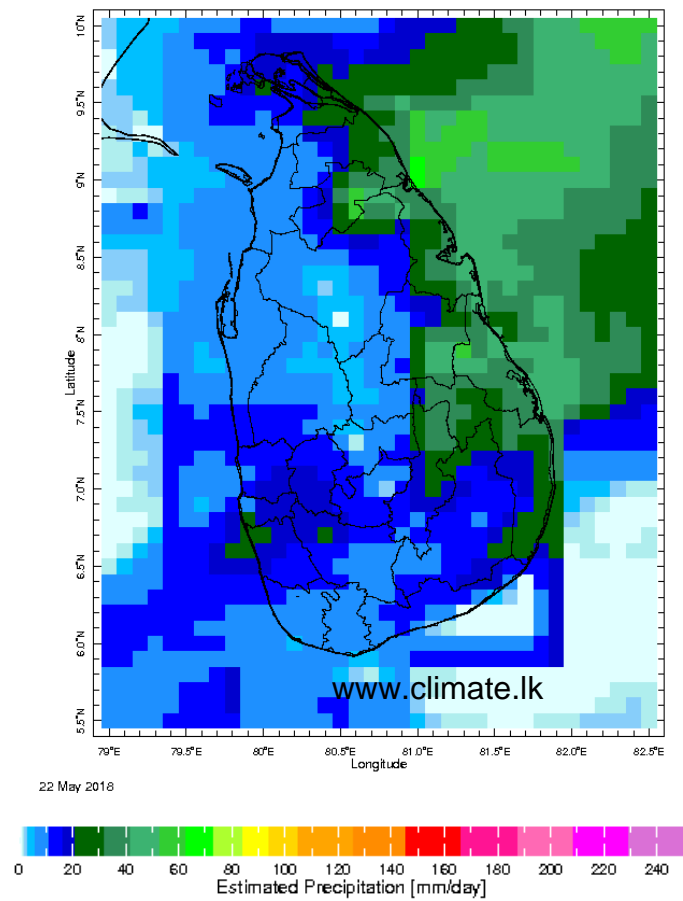 10°N
9.5°N
9°N
8.5°N
8°N
7.5°N
7.0°N
6.5°N
6.0°N
5.5°N
Latitude
www.climate.lk
79°E 79.5°E 80°E 80.5°E 81.0°E 81.5°E 82.0°E 82.5°E
Longitude
22 May 2018
0 20 40 60 80 100 120 140 160 180 200 220 240
Estimated Precipitation [mm/day]